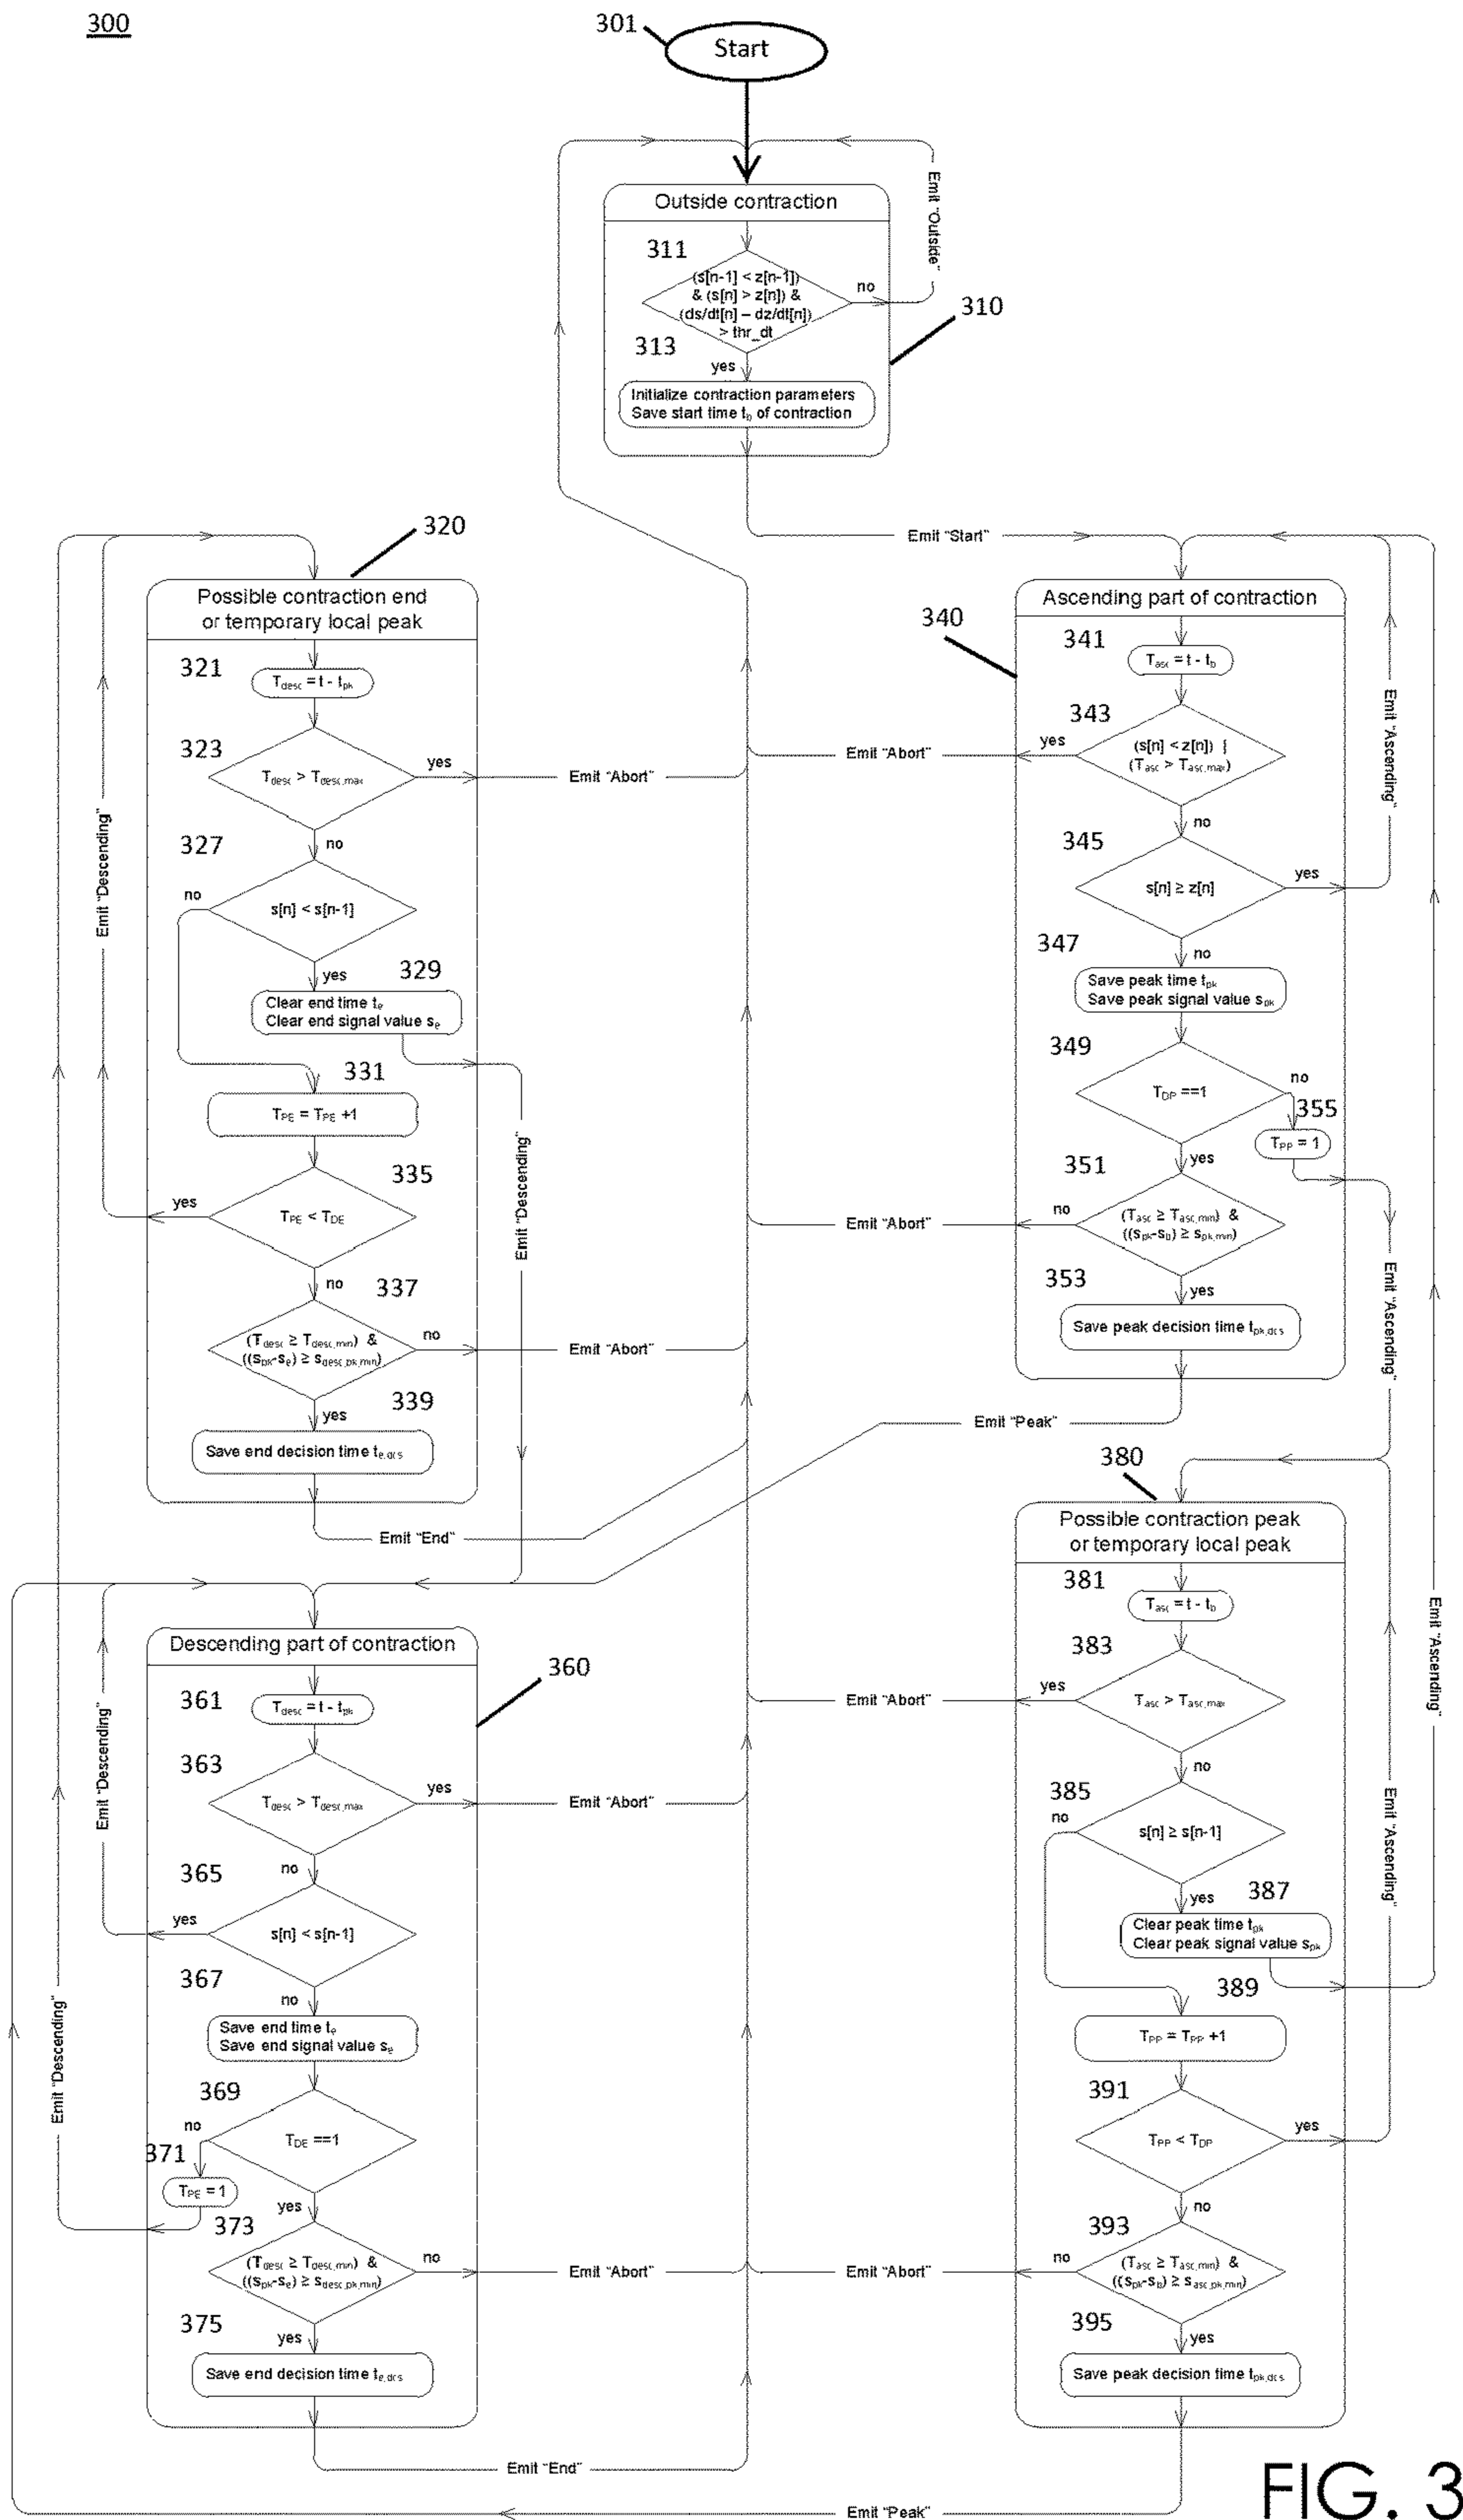 300
301
Start
Outside contraction
311
(s[n-1] < z[n-1])
& (s[n] > z[n]) &
(ds/dt[n] – dz/dt[n])
> thr_dt
no
Emit "Outside"
310
313
yes
Initialize contraction parameters
Save start time t_b of contraction
Emit "Start"
320
Possible contraction end
or temporary local peak
321
T_desc = t - t_pk
323
T_desc > T_desc,max
yes
Emit "Abort"
no
327
s[n] < s[n-1]
no
yes
329
Clear end time t_e
Clear end signal value s_e
331
T_PE = T_PE +1
335
T_PE < T_DE
yes
no
337
(T_desc ≥ T_desc,min) &
((s_pk-s_e) ≥ s_desc,pk,min)
no
Emit "Abort"
339
yes
Save end decision time t_e,dcs
Emit "End"
Emit "Descending"
Emit "Descending"
340
Ascending part of contraction
341
T_asc = t - t_b
343
(s[n] < z[n]) |
(T_asc > T_asc,max)
yes
Emit "Abort"
no
345
s[n] ≥ z[n]
yes
Emit "Ascending"
347
no
Save peak time t_pk
Save peak signal value s_pk
349
T_DP ==1
no
355
T_PP = 1
351
yes
(T_asc ≥ T_asc,min) &
((s_pk-s_b) ≥ s_pk,min)
no
Emit "Abort"
353
yes
Save peak decision time t_pk,dcs
Emit "Peak"
Emit "Ascending"
360
Descending part of contraction
361
T_desc = t - t_pk
363
T_desc > T_desc,max
yes
Emit "Abort"
no
365
s[n] < s[n-1]
yes
Emit "Descending"
367
no
Save end time t_e
Save end signal value s_e
369
T_DE ==1
no
371
T_PE = 1
Emit "Descending"
373
yes
(T_desc ≥ T_desc,min) &
((s_pk-s_e) ≥ s_desc,pk,min)
no
Emit "Abort"
375
yes
Save end decision time t_e,dcs
Emit "End"
380
Possible contraction peak
or temporary local peak
381
T_asc = t - t_b
383
T_asc > T_asc,max
yes
Emit "Abort"
no
385
s[n] ≥ s[n-1]
no
yes
387
Clear peak time t_pk
Clear peak signal value s_pk
Emit "Ascending"
389
T_PP = T_PP +1
391
T_PP < T_DP
yes
Emit "Ascending"
no
393
(T_asc ≥ T_asc,min) &
((s_pk-s_b) ≥ s_asc,pk,min)
no
Emit "Abort"
395
yes
Save peak decision time t_pk,dcs
Emit "Peak"
FIG. 3